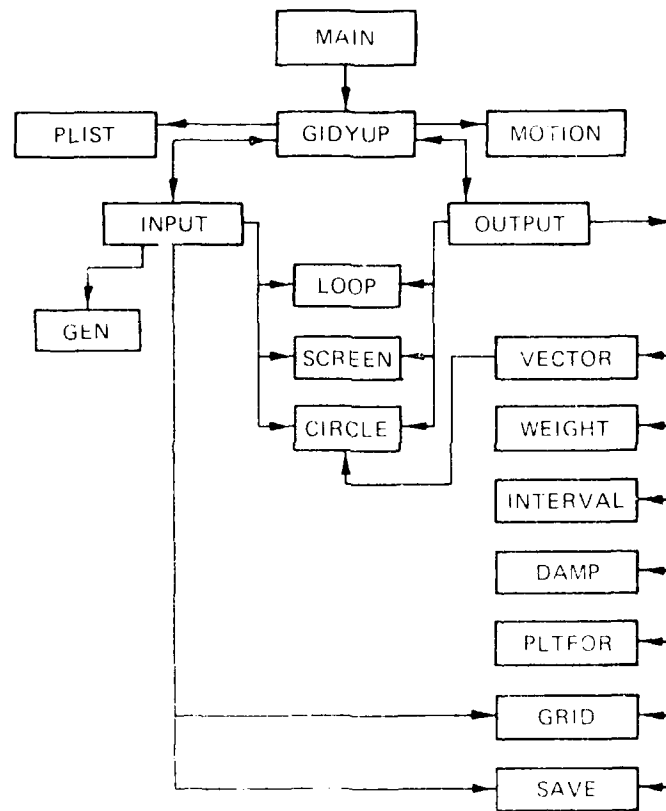 MAIN
PLIST
GIDYUP
MOTION
INPUT
OUTPUT
LOOP
GEN
SCREEN
VECTOR
CIRCLE
WEIGHT
INTERVAL
DAMP
PLTFOR
GRID
SAVE